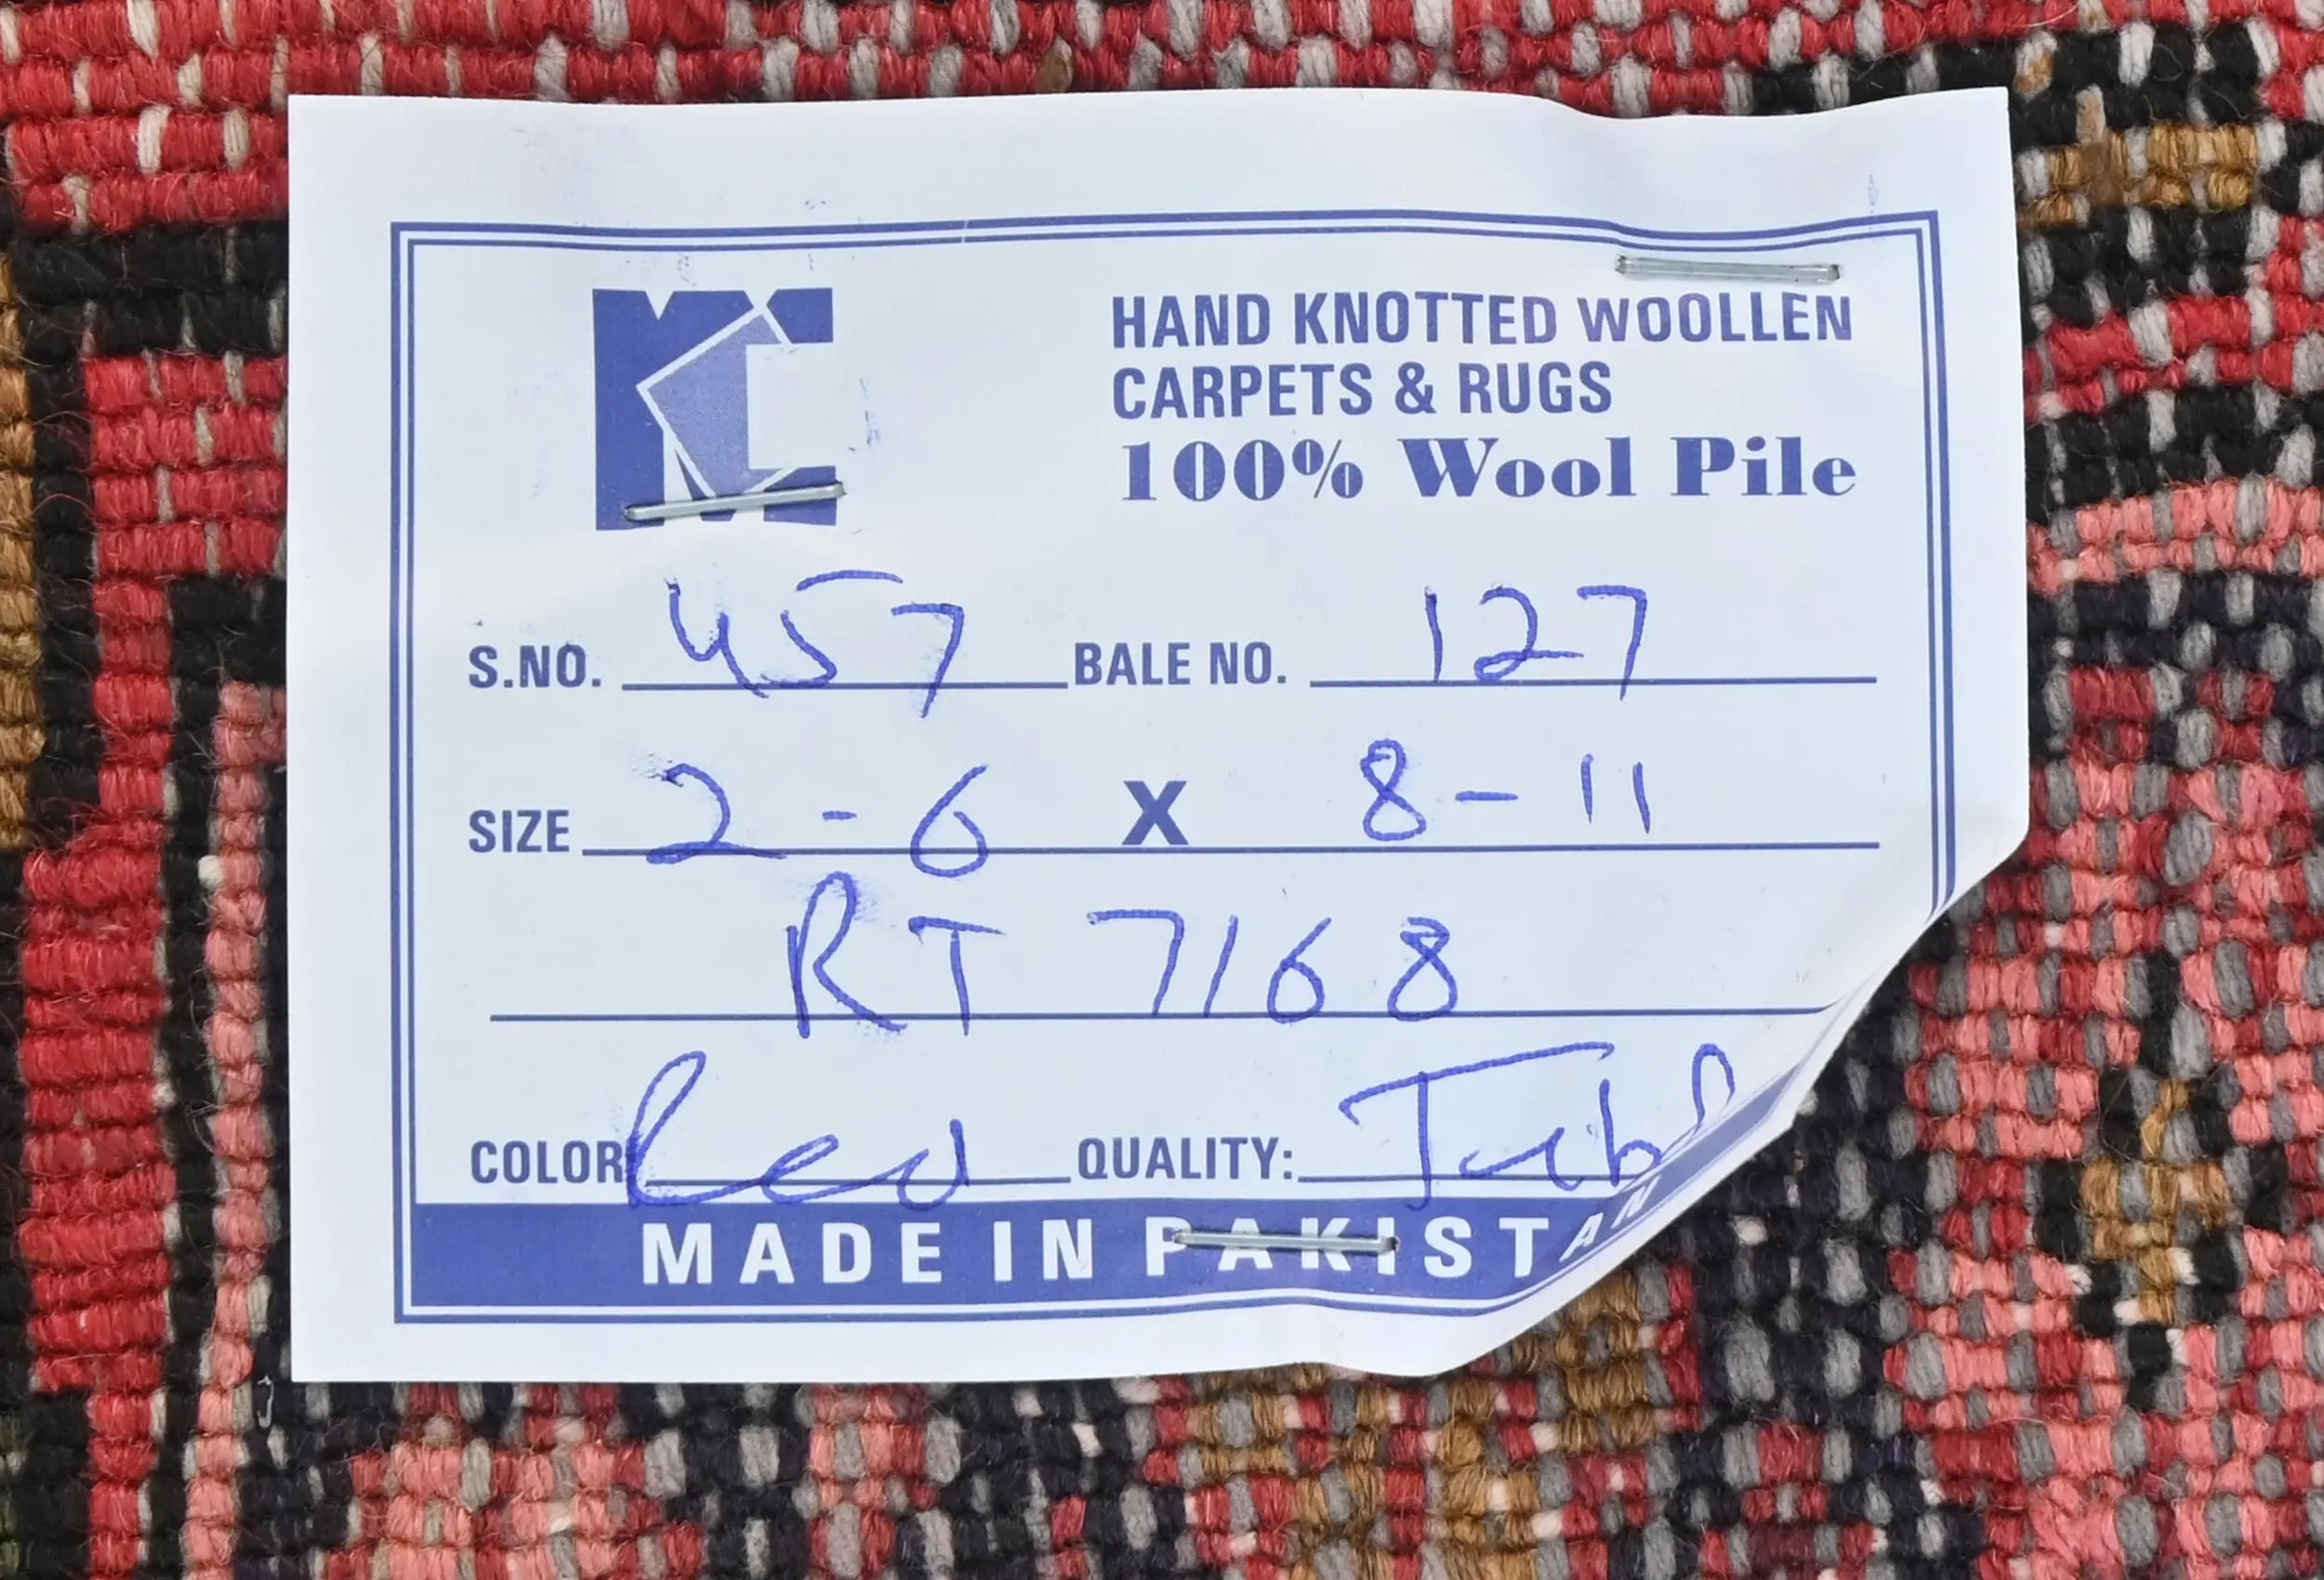 HAND KNOTTED WOOLLEN
CARPETS & RUGS
100% Wool Pile
S.NO. 457 BALE NO. 127
SIZE 2-6 X 8-11
RT 7168
COLOR Red QUALITY:
MADE IN PAKISTAN